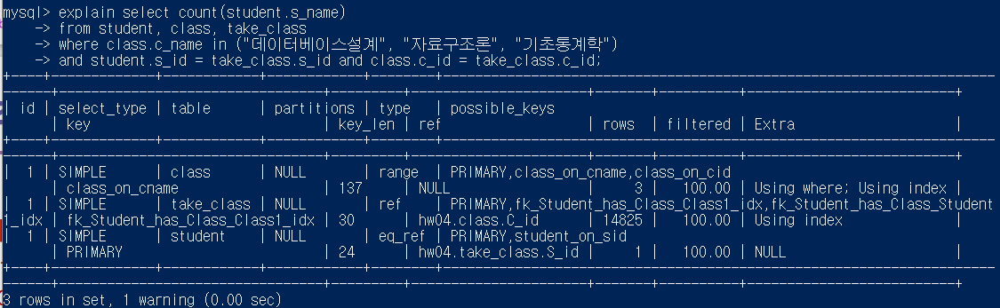 mysql> explain select count(student.s_name)
    -> from student, class, take_class
    -> where class.c_name in ("데이터베이스설계", "자료구조론", "기초통계학")
    -> and student.s_id = take_class.s_id and class.c_id = take_class.c_id;
| id | select_type | table | partitions | type | possible_keys
| key | key_len | ref | rows | filtered | Extra |
| 1 | SIMPLE | class | NULL | range | PRIMARY,class_on_cname,class_on_cid
| class_on_cname | 137 | NULL | 3 | 100.00 | Using where; Using index |
| 1 | SIMPLE | take_class | NULL | ref | PRIMARY,fk_Student_has_Class_Class1_idx,fk_Student_has_Class_Student
1_idx | fk_Student_has_Class_Class1_idx | 30 | hw04.class.C_id | 14825 | 100.00 | Using index |
| 1 | SIMPLE | student | NULL | eq_ref | PRIMARY,student_on_sid
| PRIMARY | 24 | hw04.take_class.S_id | 1 | 100.00 | NULL |
3 rows in set, 1 warning (0.00 sec)